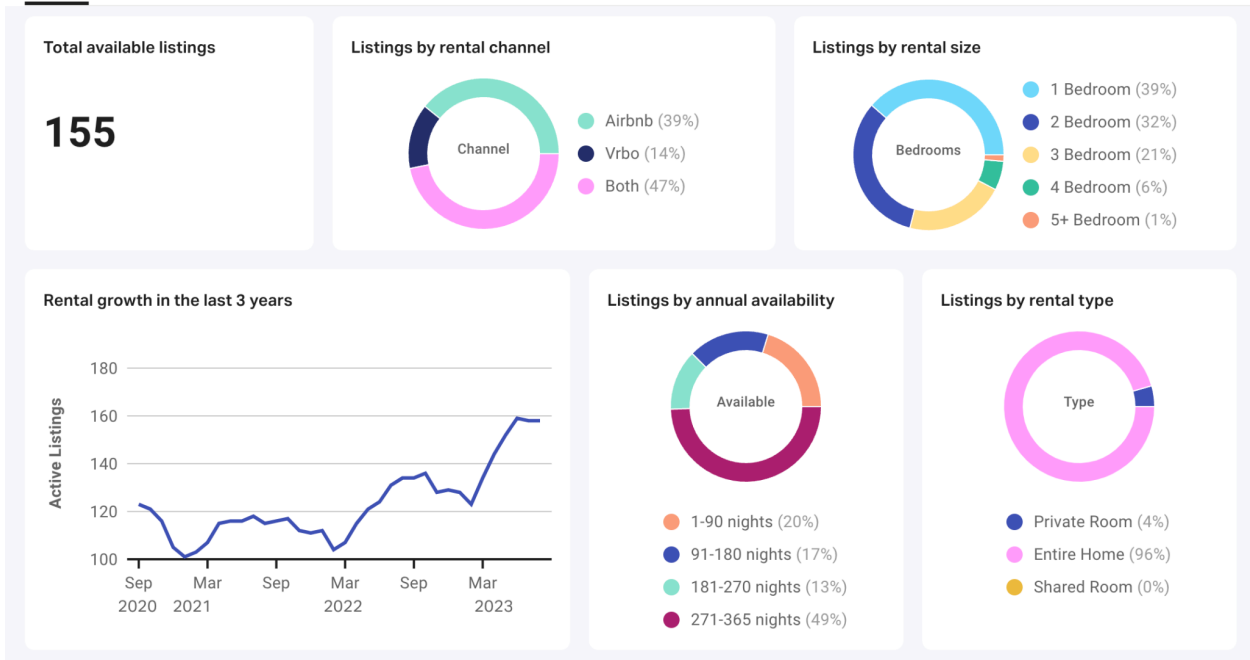 Total available listings
155
Listings by rental channel
Channel
Airbnb (39%)
Vrbo (14%)
Both (47%)
Listings by rental size
Bedrooms
1 Bedroom (39%)
2 Bedroom (32%)
3 Bedroom (21%)
4 Bedroom (6%)
5+ Bedroom (1%)
Rental growth in the last 3 years
Active Listings
180
160
140
120
100
Sep Mar Sep Mar Sep Mar
2020 2021 2022 2023
Listings by annual availability
Available
1-90 nights (20%)
91-180 nights (17%)
181-270 nights (13%)
271-365 nights (49%)
Listings by rental type
Type
Private Room (4%)
Entire Home (96%)
Shared Room (0%)